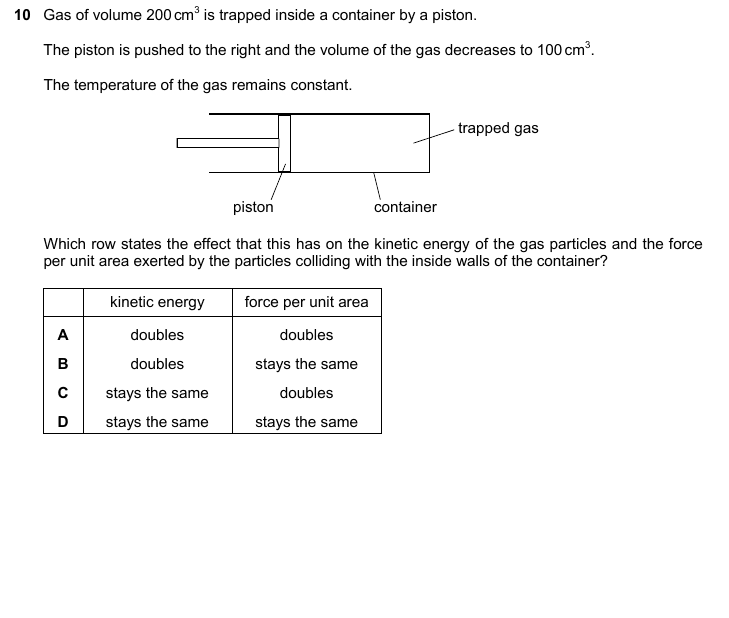 10 Gas of volume 200 cm³ is trapped inside a container by a piston.
The piston is pushed to the right and the volume of the gas decreases to 100 cm³.
The temperature of the gas remains constant.
trapped gas
piston
container
Which row states the effect that this has on the kinetic energy of the gas particles and the force
per unit area exerted by the particles colliding with the inside walls of the container?
kinetic energy force per unit area
A doubles doubles
B doubles stays the same
C stays the same doubles
D stays the same stays the same